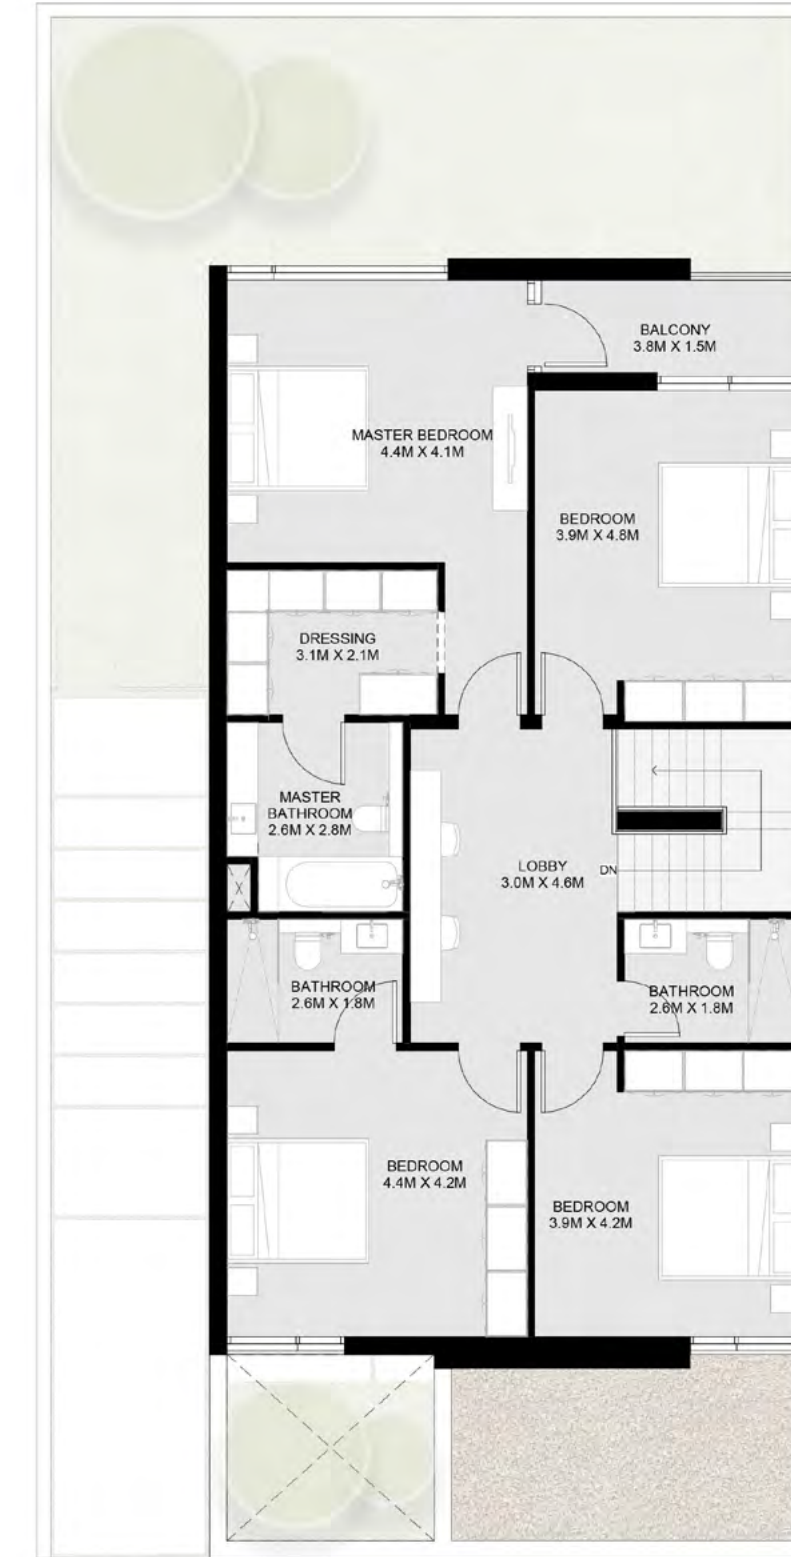 BALCONY
3.8M X 1.5M
MASTER BEDROOM
4.4M X 4.1M
BEDROOM
3.9M X 4.8M
DRESSING
3.1M X 2.1M
MASTER
BATHROOM
2.6M X 2.8M
LOBBY
3.0M X 4.6M
DN
BATHROOM
2.6M X 1.8M
BATHROOM
2.6M X 1.8M
BEDROOM
4.4M X 4.2M
BEDROOM
3.9M X 4.2M